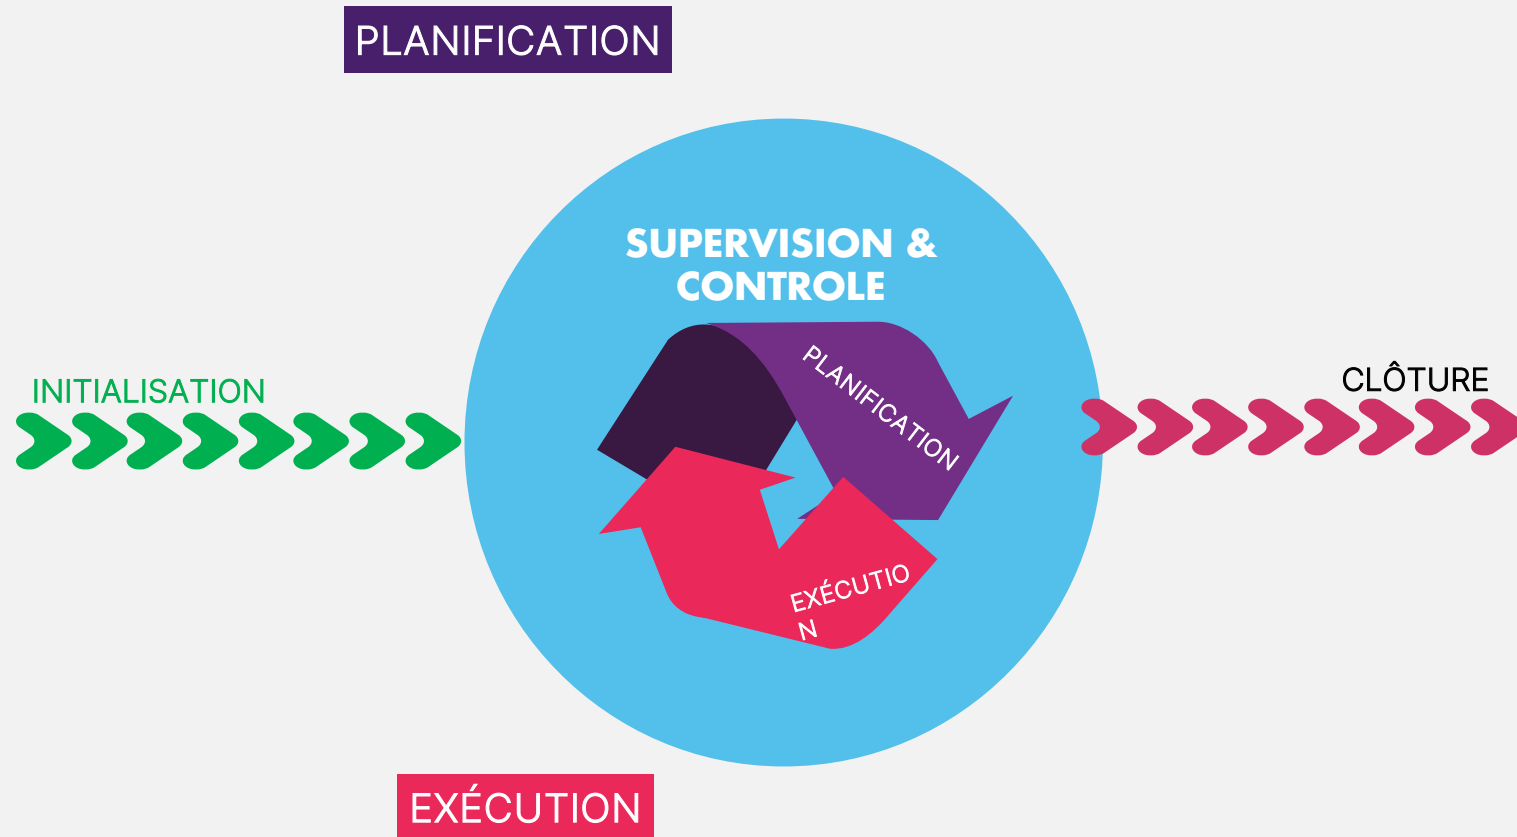 PLANIFICATION
SUPERVISION &
CONTROLE
PLANIFICATION
INITIALISATION
CLÔTURE
EXÉCUTIO
N
EXÉCUTION